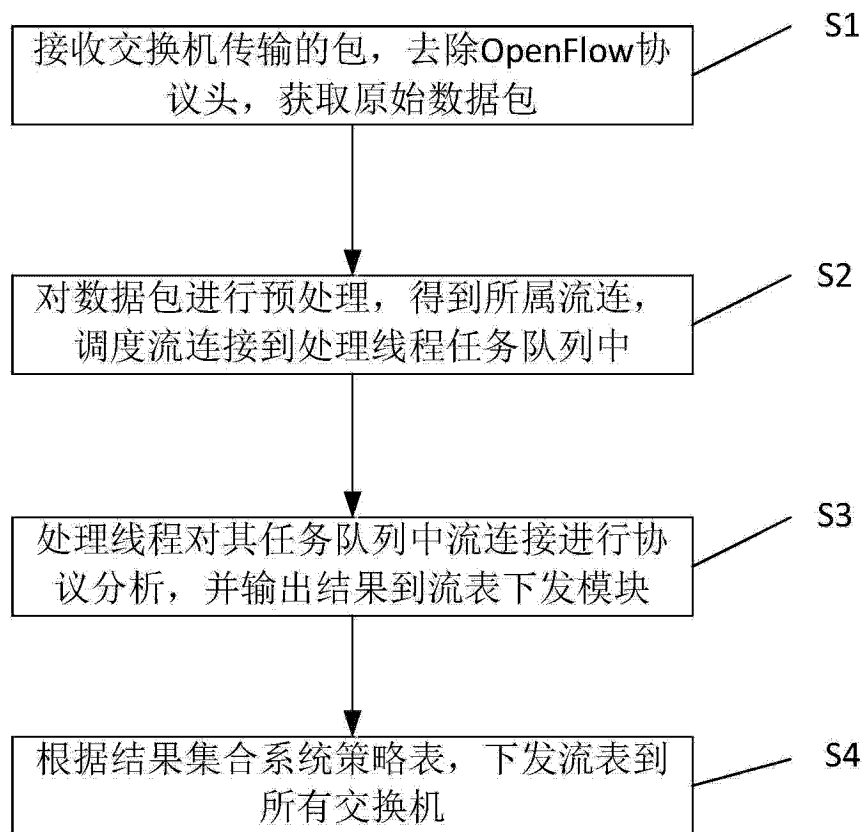 接收交换机传输的包，去除OpenFlow协
议头，获取原始数据包
S1
对数据包进行预处理，得到所属流连，
调度流连接到处理线程任务队列中
S2
处理线程对其任务队列中流连接进行协
议分析，并输出结果到流表下发模块
S3
根据结果集合系统策略表，下发流表到
所有交换机
S4